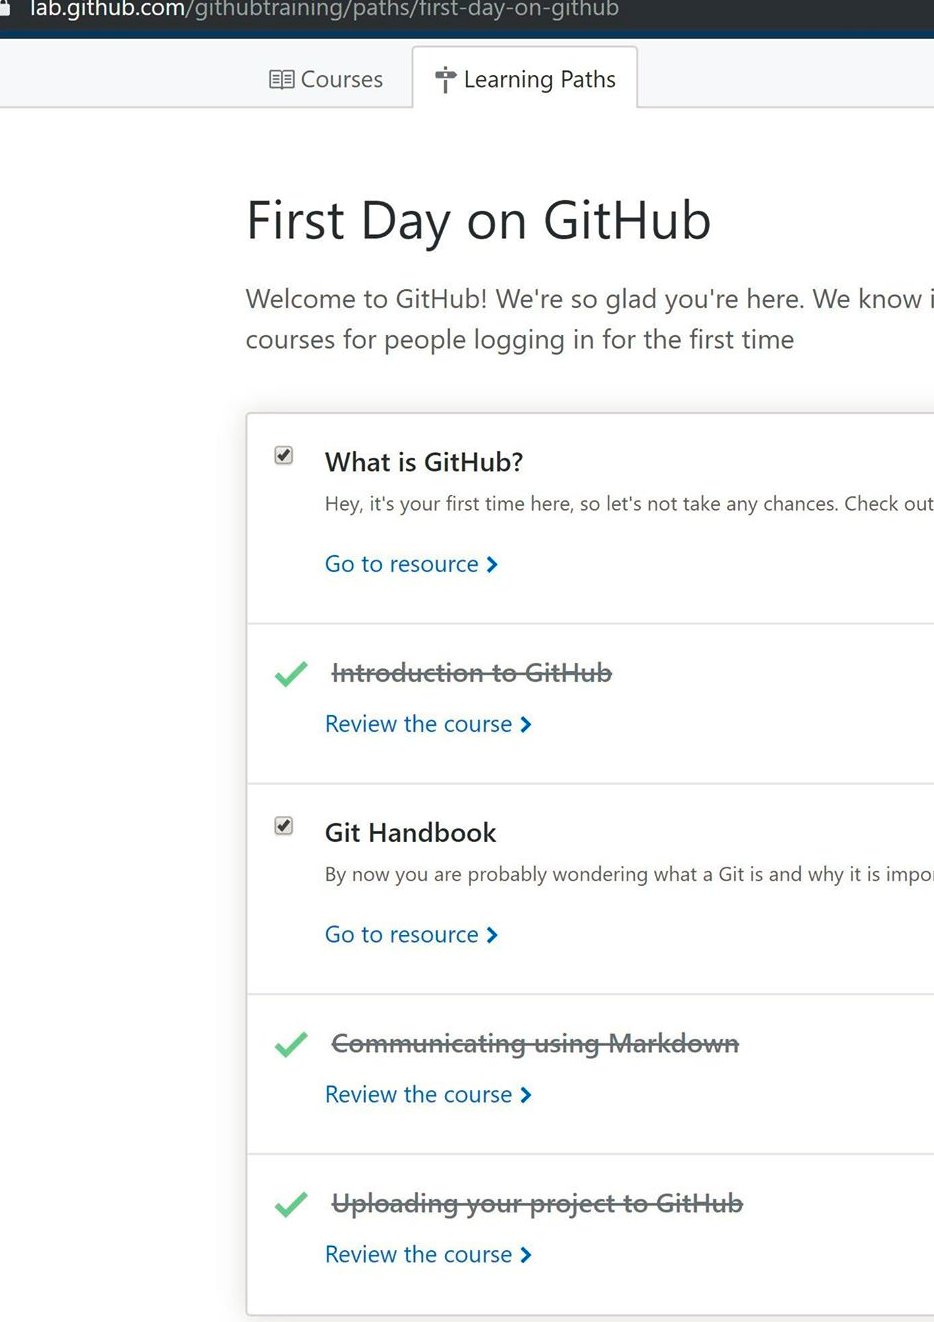 lab.github.com/githubtraining/paths/first-day-on-github
Courses
Learning Paths
First Day on GitHub
Welcome to GitHub! We're so glad you're here. We know i
courses for people logging in for the first time
What is GitHub?
Hey, it's your first time here, so let's not take any chances. Check out
Go to resource
Introduction to GitHub
Review the course
Git Handbook
By now you are probably wondering what a Git is and why it is impor
Go to resource
Communicating using Markdown
Review the course
Uploading your project to GitHub
Review the course